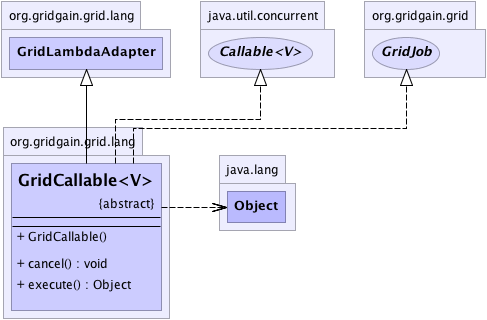 org.gridgain.grid.lang
GridLambdaAdapter
java.util.concurrent
Callable<V>
org.gridgain.grid
GridJob
org.gridgain.grid.lang
GridCallable<V>
{abstract}
+ GridCallable()
+ cancel() : void
+ execute() : Object
java.lang
Object